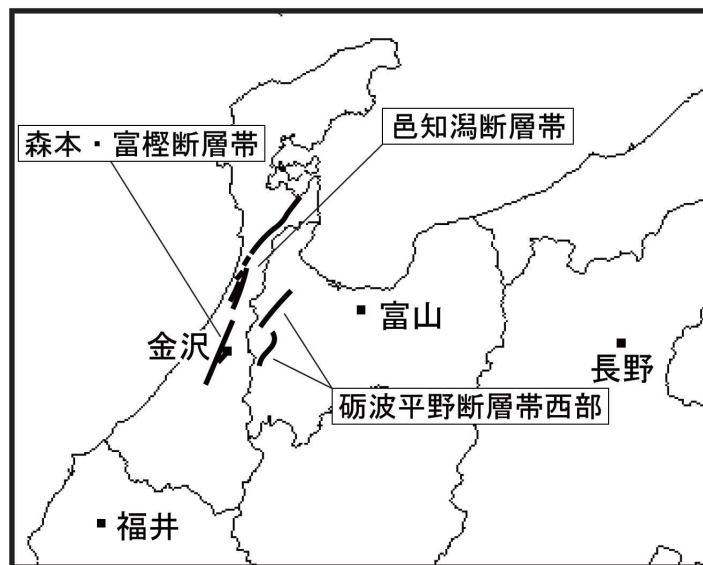 森本・富樫断層帯
邑知潟断層帯
富山
金沢
長野
砺波平野断層帯西部
福井